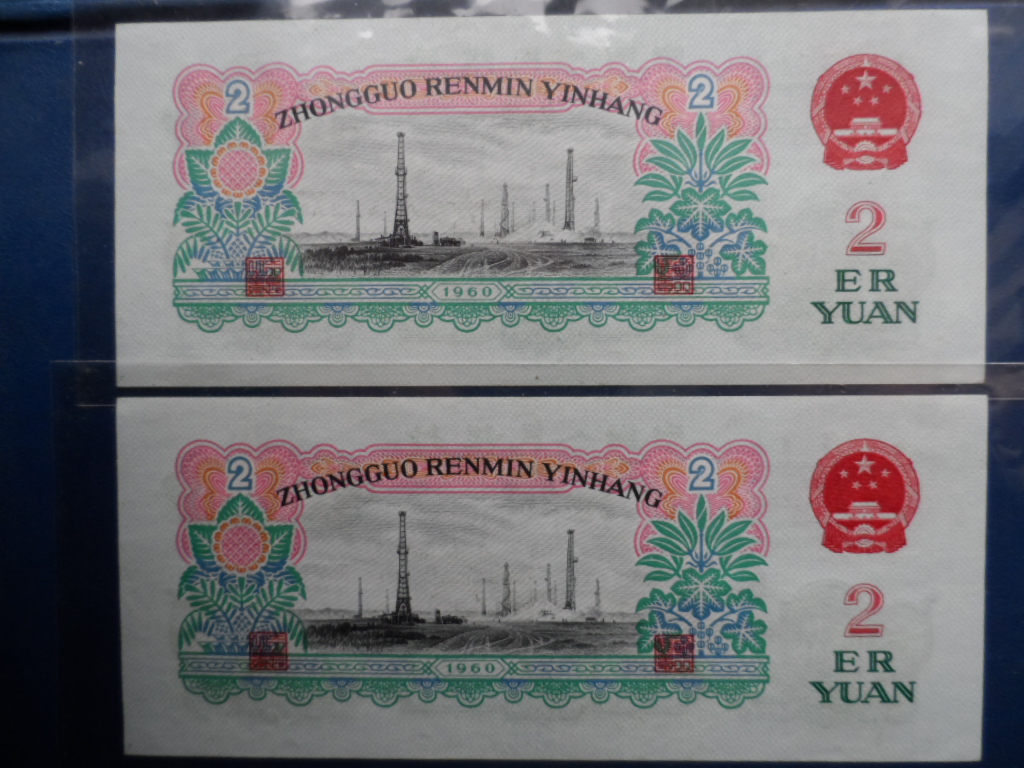 2 ZHONGGUO RENMIN YINHANG 2
2
ER
YUAN
1960
2 ZHONGGUO RENMIN YINHANG 2
2
ER
YUAN
1960